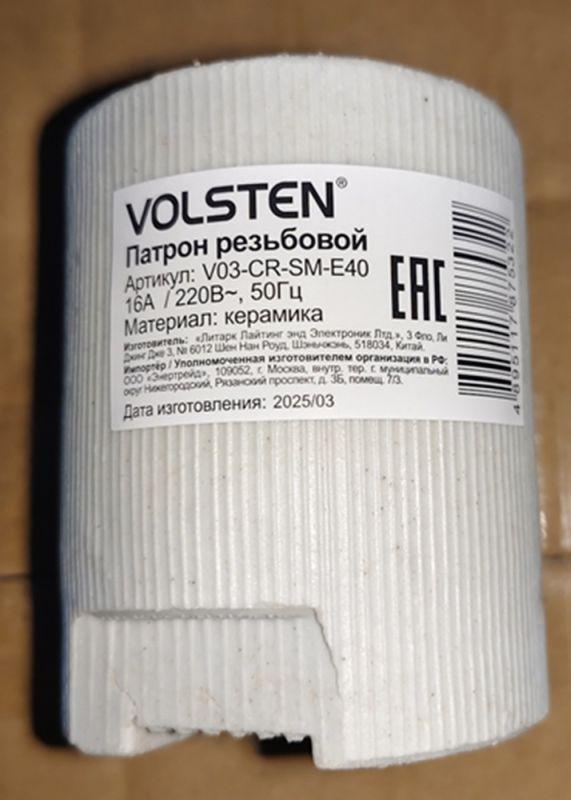 VOLSTEN®
Патрон резьбовой
Артикул: V03-CR-SM-E40
16А / 220В~, 50Гц
Материал: керамика
EAC
Изготовитель: «Литарк Лайтинг энд Электроник Лтд.», 3 Фло, Ли
Джинг Дже 3, № 6012 Шен Нан Роуд, Шэньчжэнь, 518034, Китай.
Импортёр / Уполномоченная изготовителем организация в РФ:
ООО «Энертрейд», 109052, г. Москва, внутр. тер. г. муниципальный
округ Нижегородский, Рязанский проспект, д. 3Б, помещ. 7/3.
Дата изготовления: 2025/03